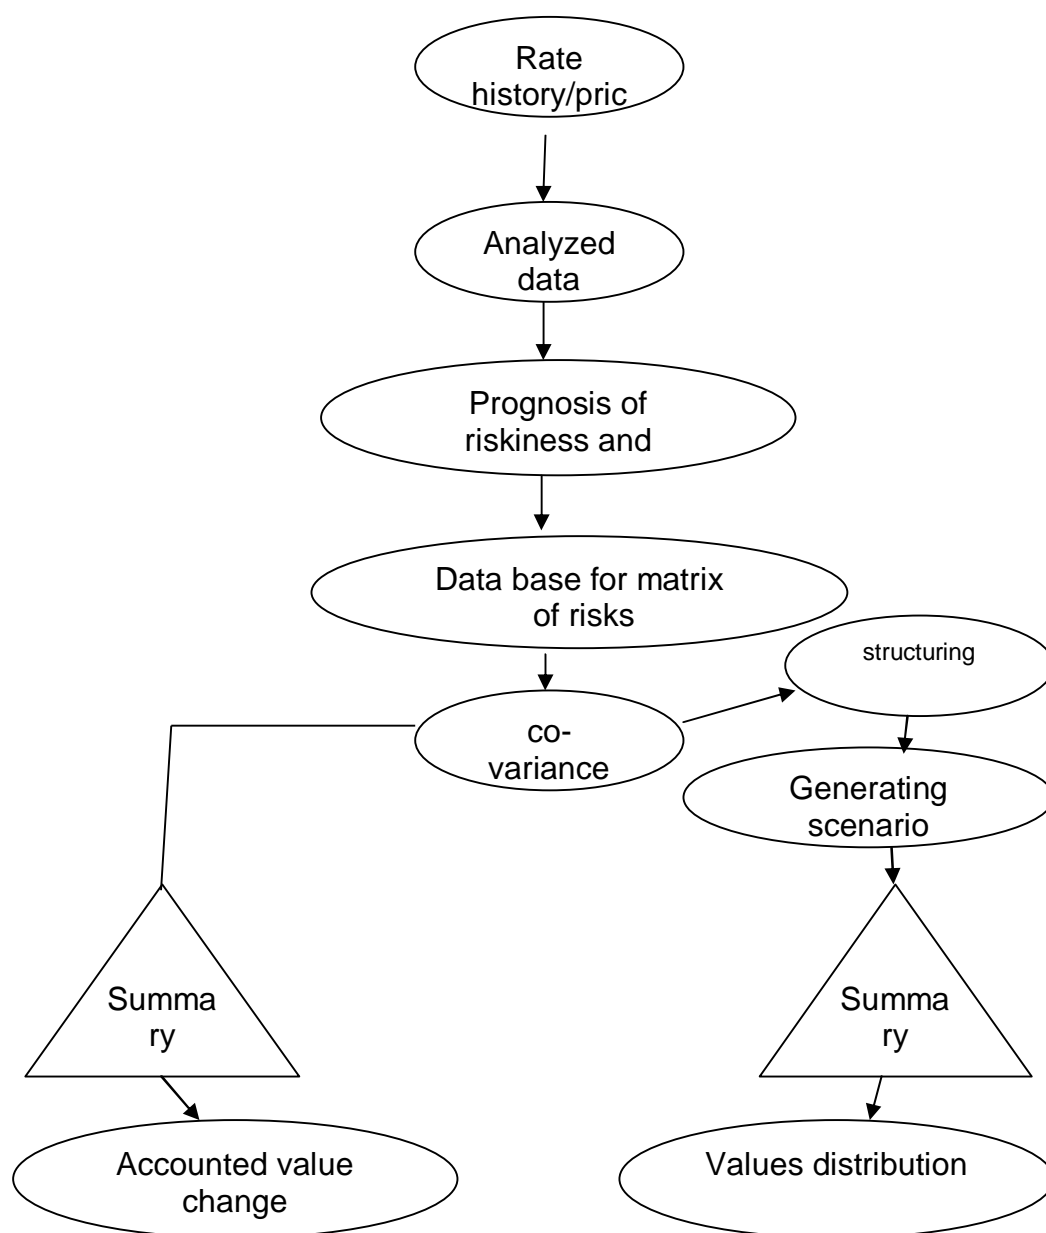 Rate
history/pric
Analyzed
data
Prognosis of
riskiness and
Data base for matrix
of risks
structuring
co-
variance
Generating
scenario
Summa
ry
Summa
ry
Accounted value
change
Values distribution